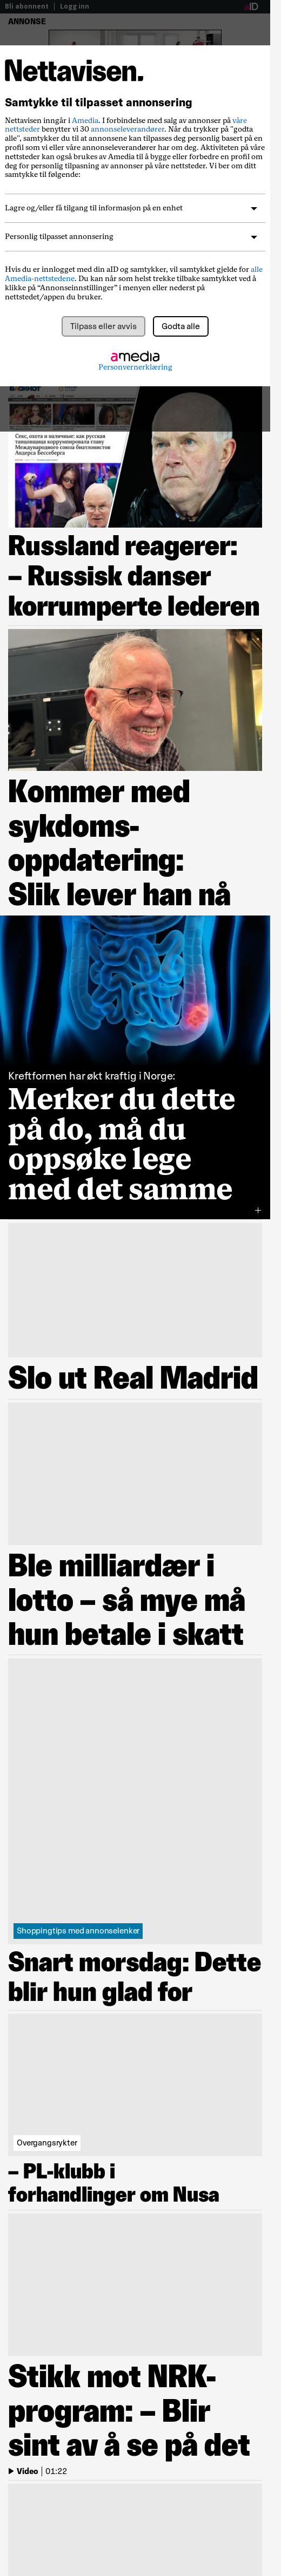 Bli abonnent | Logg inn
aID
ANNONSE
Nettavisen.
Samtykke til tilpasset annonsering
Nettavisen inngår i Amedia. I forbindelse med salg av annonser på våre
nettsteder benytter vi 30 annonseleverandører. Når du trykker på "godta
alle", samtykker du til at annonsene kan tilpasses deg personlig basert på en
profil som vi eller våre annonseleverandører har om deg. Aktiviteten på våre
nettsteder kan også brukes av Amedia til å bygge eller forbedre en profil om
deg for personlig tilpasning av annonser på våre nettsteder. Vi ber om ditt
samtykke til følgende:
Lagre og/eller få tilgang til informasjon på en enhet
Personlig tilpasset annonsering
Hvis du er innlogget med din aID og samtykker, vil samtykket gjelde for alle
Amedia-nettstedene. Du kan når som helst trekke tilbake samtykket ved å
klikke på “Annonseinnstillinger” i menyen eller nederst på
nettstedet/appen du bruker.
Tilpass eller avvis
Godta alle
amedia
Personvernerklæring
Секс, охота и наличные: как русская
танцовщица коррумпировала главу
Международного союза биатлонистов
Андерса Бессеберга
Russland reagerer:
– Russisk danser
korrumperte lederen
Kommer med
sykdoms-
oppdatering:
Slik lever han nå
Kreftformen har økt kraftig i Norge:
Merker du dette
på do, må du
oppsøke lege
med det samme
Slo ut Real Madrid
Ble milliardær i
lotto – så mye må
hun betale i skatt
Shoppingtips med annonselenker
Snart morsdag: Dette
blir hun glad for
Overgangsrykter
– PL-klubb i
forhandlinger om Nusa
Stikk mot NRK-
program: – Blir
sint av å se på det
Video | 01:22